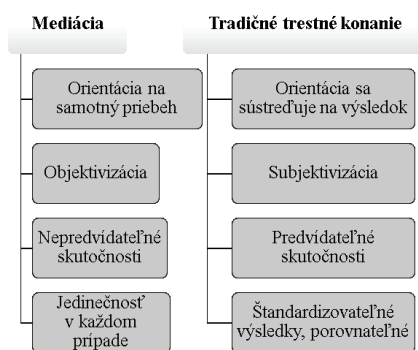 Mediácia
Orientácia na
samotný priebeh
Objektivizácia
Nepredvídateľné
skutočnosti
Jedinečnosť
v každom
prípade
Tradičné trestné konanie
Orientácia sa
sústreďuje na výsledok
Subjektivizácia
Predvídateľné
skutočnosti
Štandardizovateľné
výsledky, porovnateľné